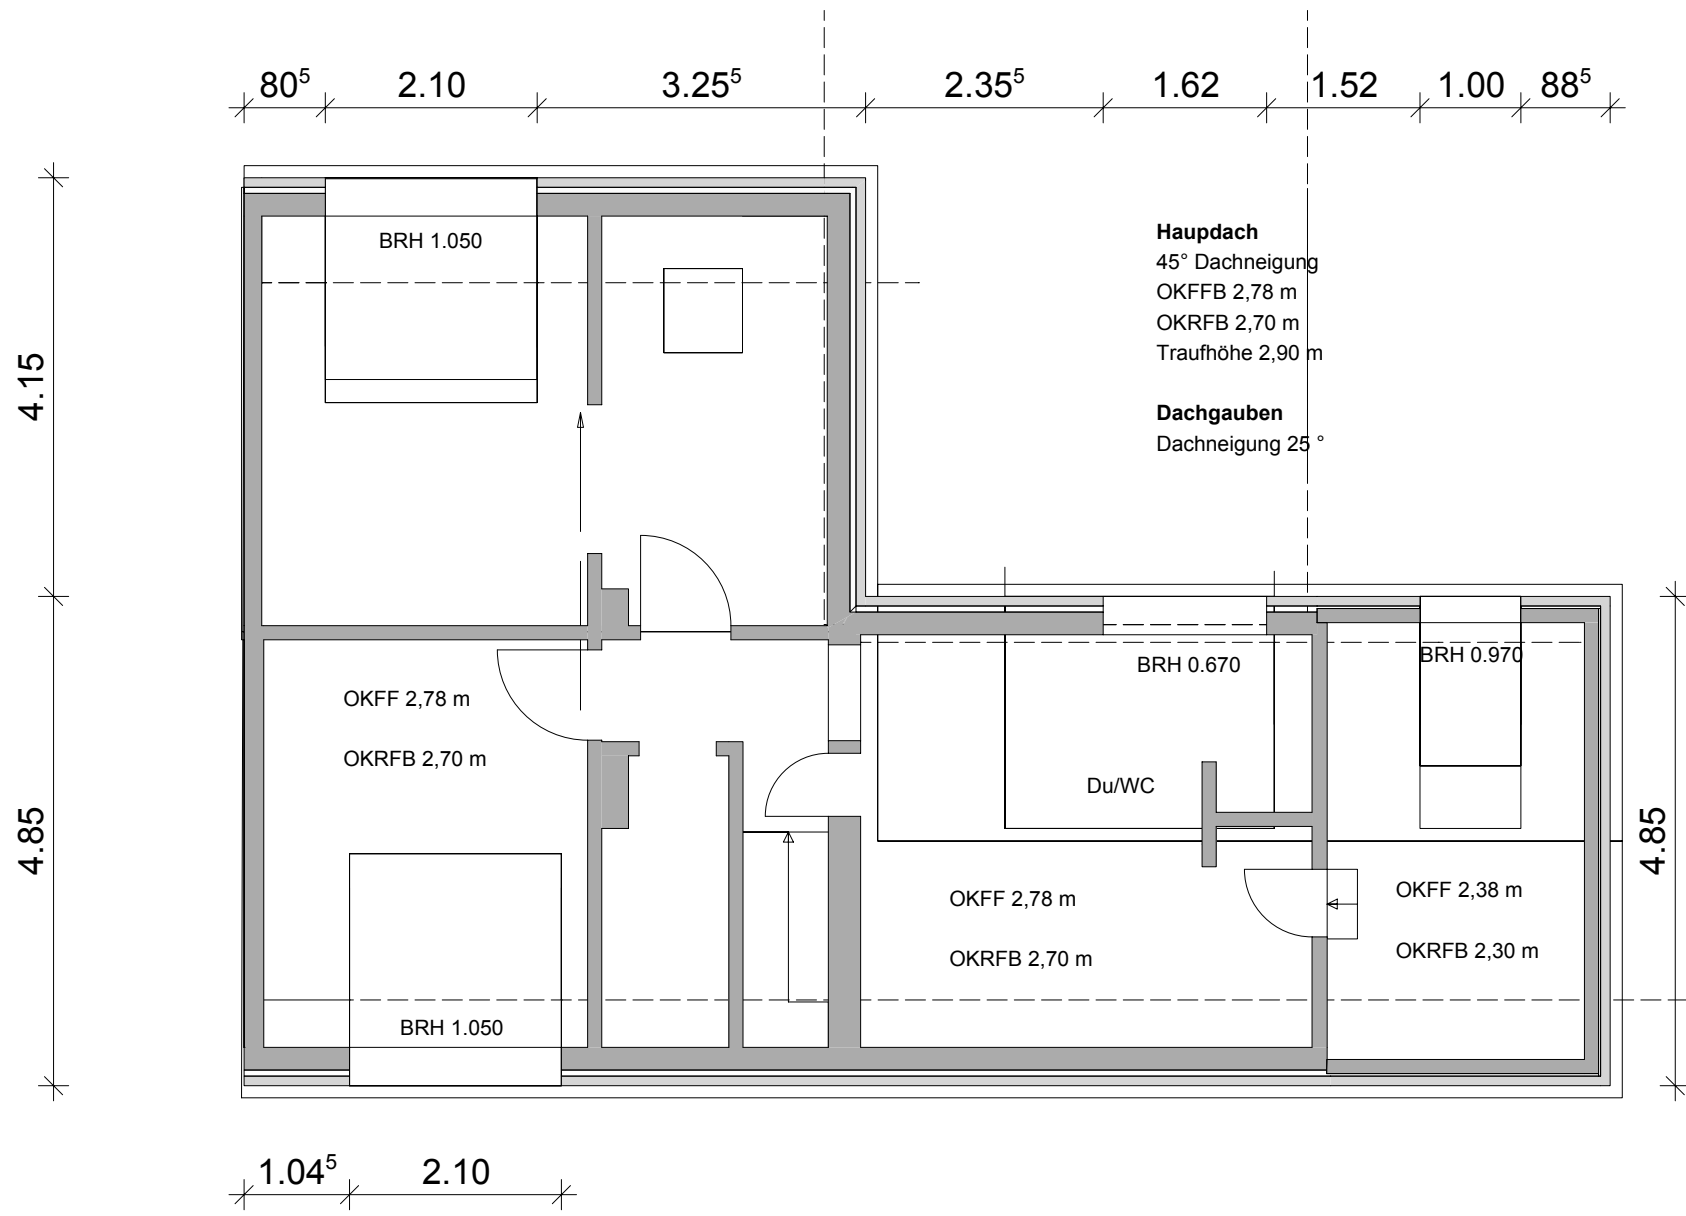 80⁵ 2.10 3.25⁵ 2.35⁵ 1.62 1.52 1.00 88⁵
Haupdach
45° Dachneigung
OKFFB 2,78 m
OKRFB 2,70 m
Traufhöhe 2,90 m
Dachgauben
Dachneigung 25 °
BRH 1.050
4.15
BRH 0.670
BRH 0.970
OKFF 2,78 m
OKRFB 2,70 m
Du/WC
4.85
4.85
OKFF 2,78 m
OKRFB 2,70 m
OKFF 2,38 m
OKRFB 2,30 m
BRH 1.050
1.04⁵ 2.10